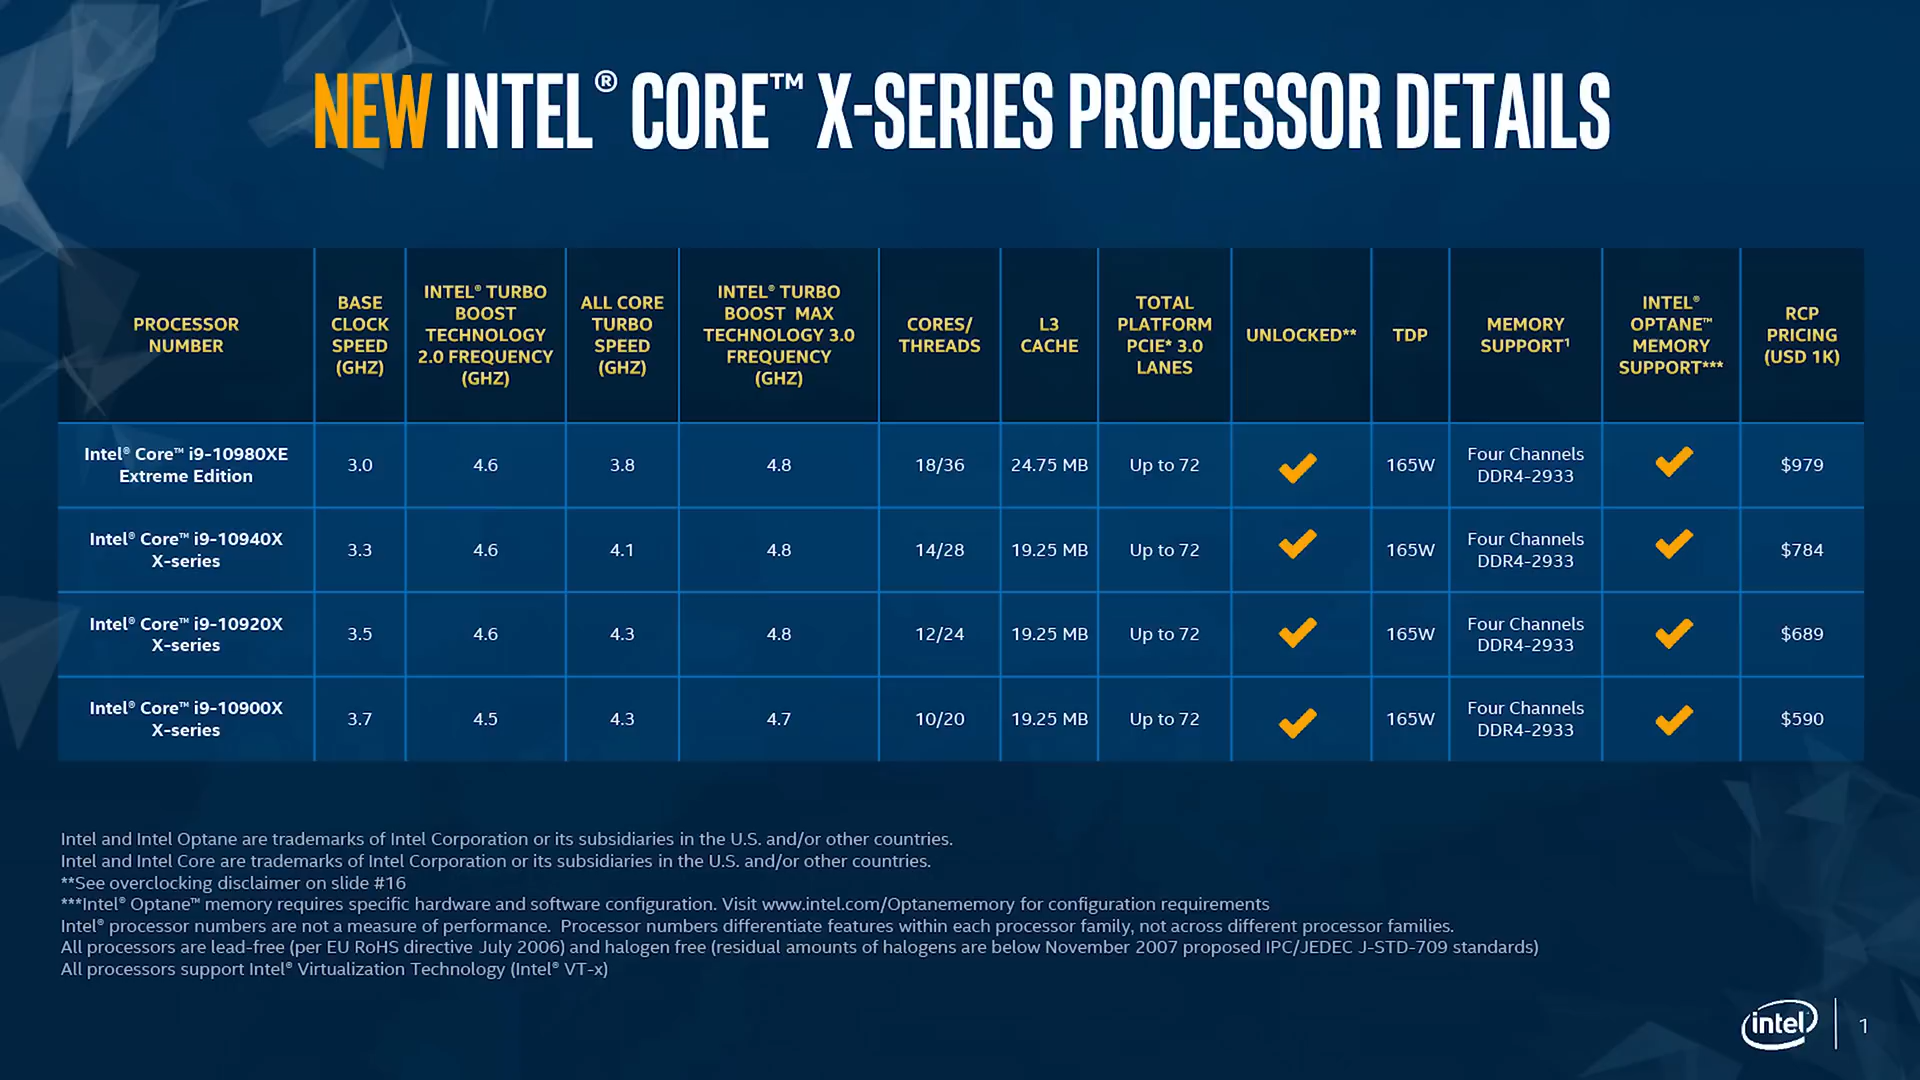 NEW INTEL® CORE™ X-SERIES PROCESSOR DETAILS
PROCESSOR NUMBER
BASE CLOCK SPEED (GHZ)
INTEL® TURBO BOOST TECHNOLOGY 2.0 FREQUENCY (GHZ)
ALL CORE TURBO SPEED (GHZ)
INTEL® TURBO BOOST MAX TECHNOLOGY 3.0 FREQUENCY (GHZ)
CORES/ THREADS
L3 CACHE
TOTAL PLATFORM PCIE* 3.0 LANES
UNLOCKED**
TDP
MEMORY SUPPORT¹
INTEL® OPTANE™ MEMORY SUPPORT***
RCP PRICING (USD 1K)
Intel® Core™ i9-10980XE Extreme Edition 3.0 4.6 3.8 4.8 18/36 24.75 MB Up to 72 165W Four Channels DDR4-2933 $979
Intel® Core™ i9-10940X X-series 3.3 4.6 4.1 4.8 14/28 19.25 MB Up to 72 165W Four Channels DDR4-2933 $784
Intel® Core™ i9-10920X X-series 3.5 4.6 4.3 4.8 12/24 19.25 MB Up to 72 165W Four Channels DDR4-2933 $689
Intel® Core™ i9-10900X X-series 3.7 4.5 4.3 4.7 10/20 19.25 MB Up to 72 165W Four Channels DDR4-2933 $590
Intel and Intel Optane are trademarks of Intel Corporation or its subsidiaries in the U.S. and/or other countries.
Intel and Intel Core are trademarks of Intel Corporation or its subsidiaries in the U.S. and/or other countries.
**See overclocking disclaimer on slide #16
***Intel® Optane™ memory requires specific hardware and software configuration. Visit www.intel.com/Optanememory for configuration requirements
Intel® processor numbers are not a measure of performance. Processor numbers differentiate features within each processor family, not across different processor families.
All processors are lead-free (per EU RoHS directive July 2006) and halogen free (residual amounts of halogens are below November 2007 proposed IPC/JEDEC J-STD-709 standards)
All processors support Intel® Virtualization Technology (Intel® VT-x)
intel
1